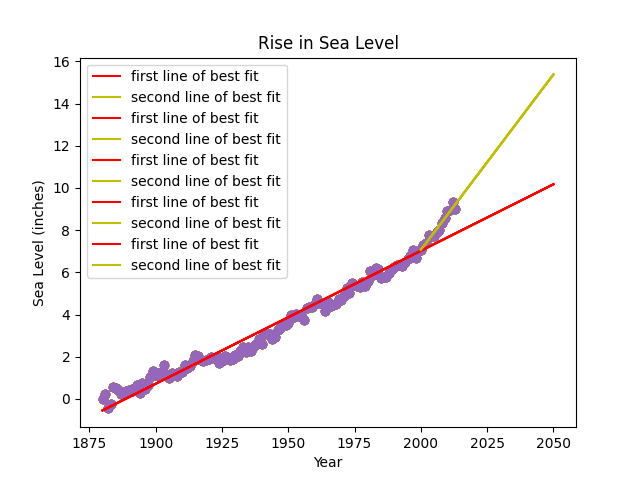 Rise in Sea Level
16
14
12
10
8
6
4
2
0
Sea Level (inches)
first line of best fit
second line of best fit
first line of best fit
second line of best fit
first line of best fit
second line of best fit
first line of best fit
second line of best fit
first line of best fit
second line of best fit
1875 1900 1925 1950 1975 2000 2025 2050
Year